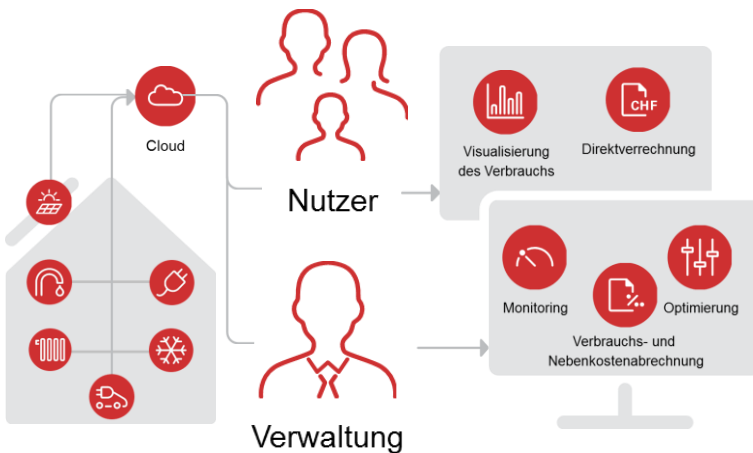 Cloud
Nutzer
Verwaltung
CHF
Visualisierung
des Verbrauchs
Direktverrechnung
Monitoring
%..
Optimierung
Verbrauchs- und
Nebenkostenabrechnung